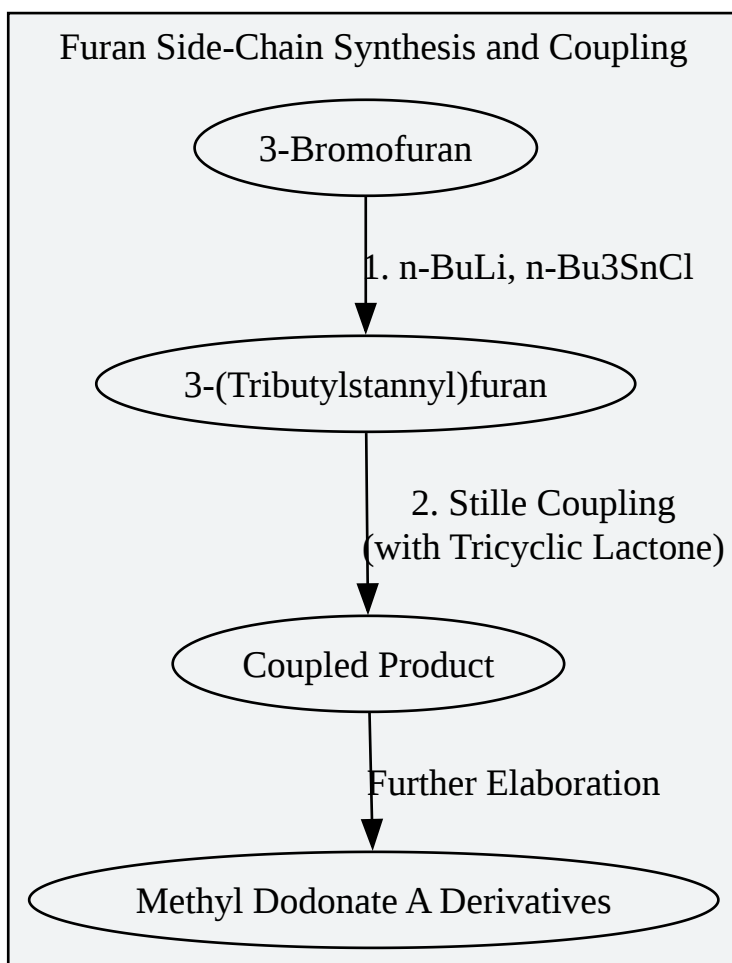 Furan Side-Chain Synthesis and Coupling
3-Bromofuran
1. n-BuLi, n-Bu3SnCl
3-(Tributylstannyl)furan
2. Stille Coupling
(with Tricyclic Lactone)
Coupled Product
Further Elaboration
Methyl Dodonate A Derivatives